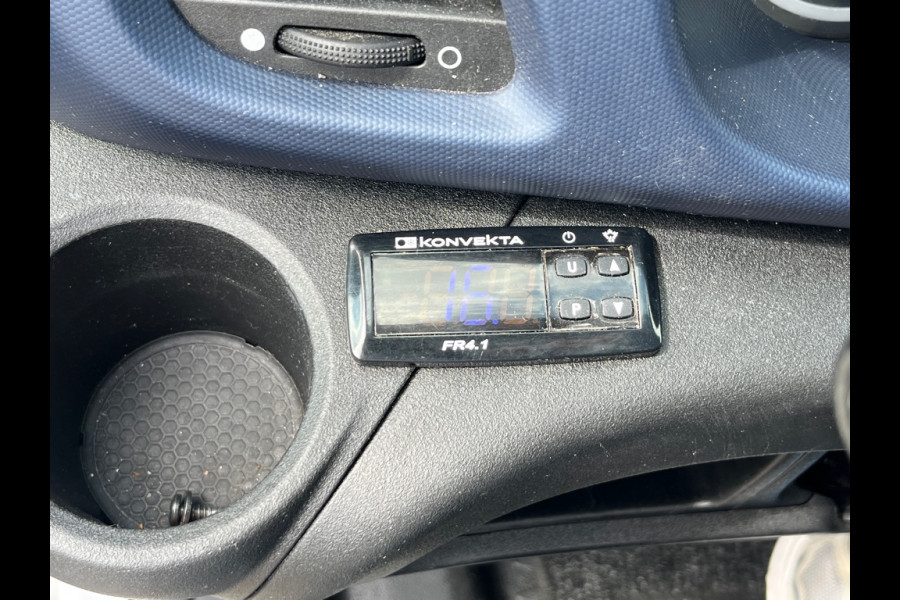 KONVEKTA
16.
U
P
FR4.1